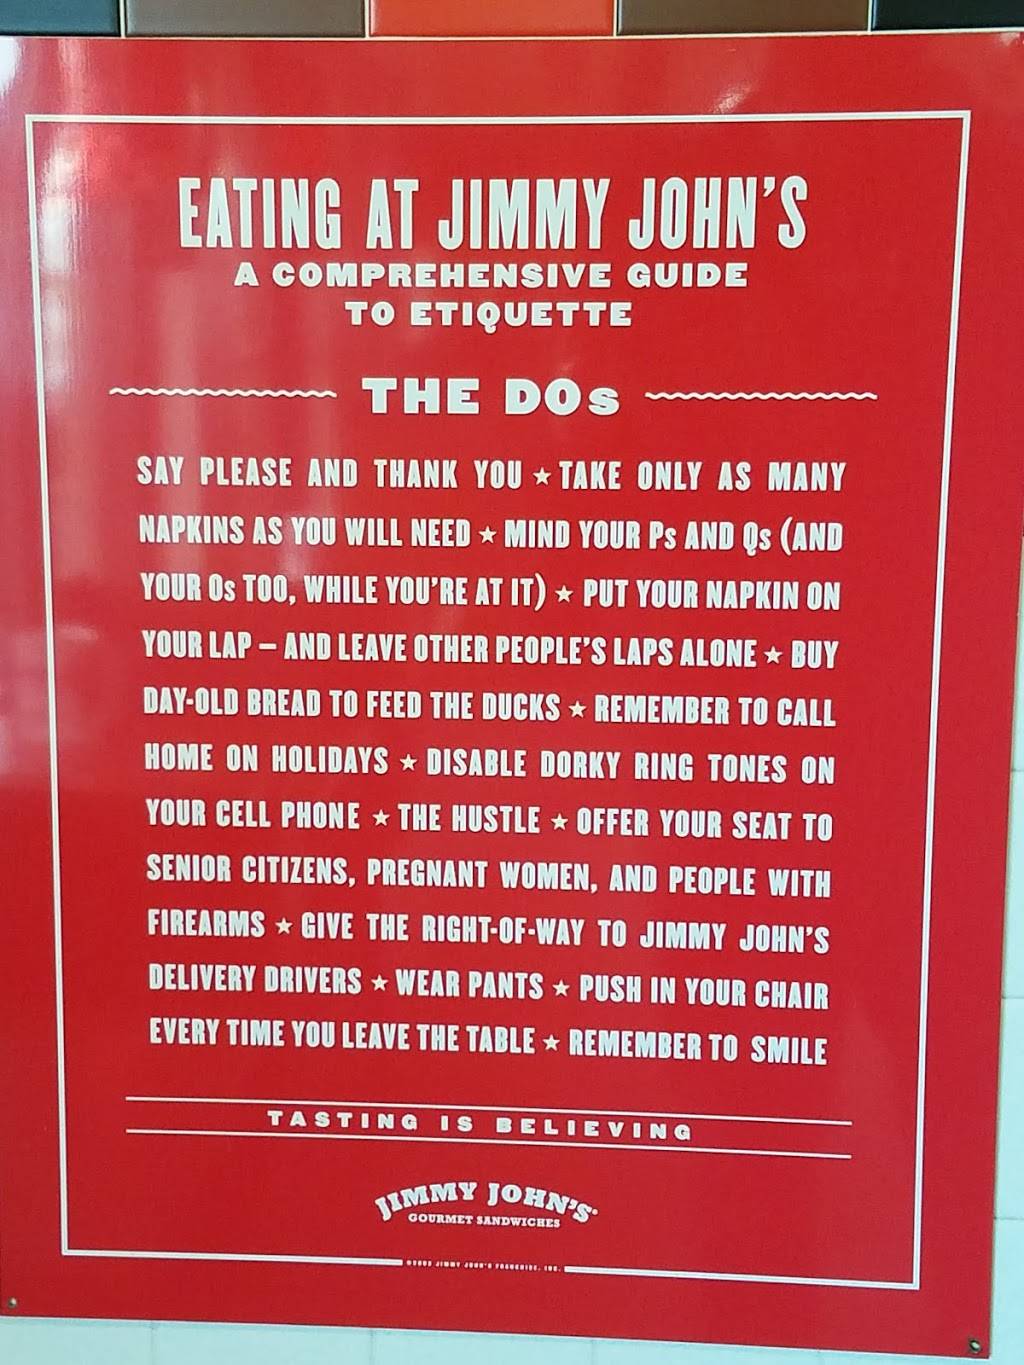 EATING AT JIMMY JOHN'S
A COMPREHENSIVE GUIDE
TO ETIQUETTE
THE DOs
SAY PLEASE AND THANK YOU ★ TAKE ONLY AS MANY
NAPKINS AS YOU WILL NEED ★ MIND YOUR Ps AND Qs (AND
YOUR Os TOO, WHILE YOU'RE AT IT) ★ PUT YOUR NAPKIN ON
YOUR LAP – AND LEAVE OTHER PEOPLE'S LAPS ALONE ★ BUY
DAY-OLD BREAD TO FEED THE DUCKS ★ REMEMBER TO CALL
HOME ON HOLIDAYS ★ DISABLE DORKY RING TONES ON
YOUR CELL PHONE ★ THE HUSTLE ★ OFFER YOUR SEAT TO
SENIOR CITIZENS, PREGNANT WOMEN, AND PEOPLE WITH
FIREARMS ★ GIVE THE RIGHT-OF-WAY TO JIMMY JOHN'S
DELIVERY DRIVERS ★ WEAR PANTS ★ PUSH IN YOUR CHAIR
EVERY TIME YOU LEAVE THE TABLE ★ REMEMBER TO SMILE
TASTING IS BELIEVING
JIMMY JOHN'S®
GOURMET SANDWICHES
JIMMY JOHN'S FRANCHISE, INC.